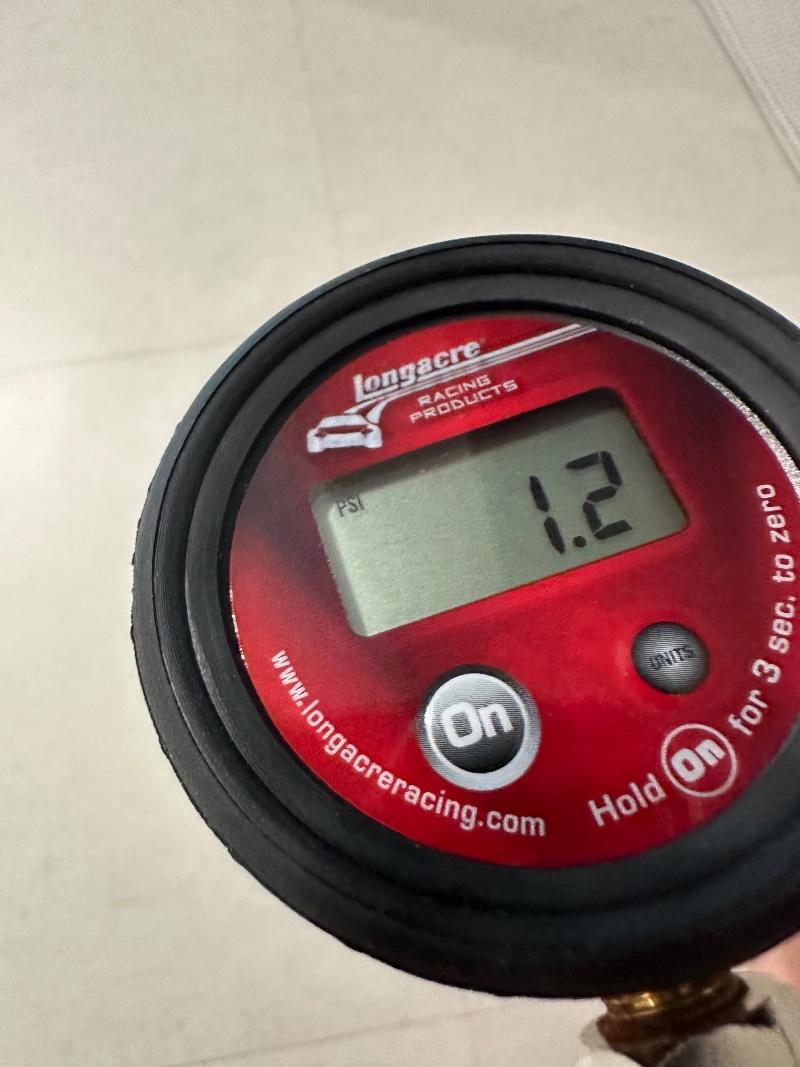 Longacre
RACING
PRODUCTS
PSI
1.2
UNITS
On
www.longacreracing.com
Hold On for 3 sec. to zero